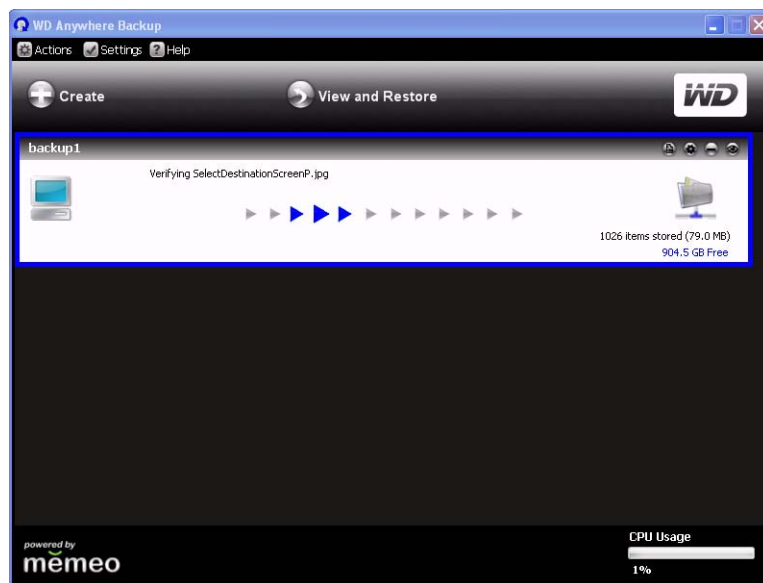 WD Anywhere Backup
Actions Settings ? Help
Create View and Restore WD
backup1
Verifying SelectDestinationScreenP.jpg
1026 items stored (79.0 MB)
904.5 GB Free
powered by
memeo
CPU Usage
1%